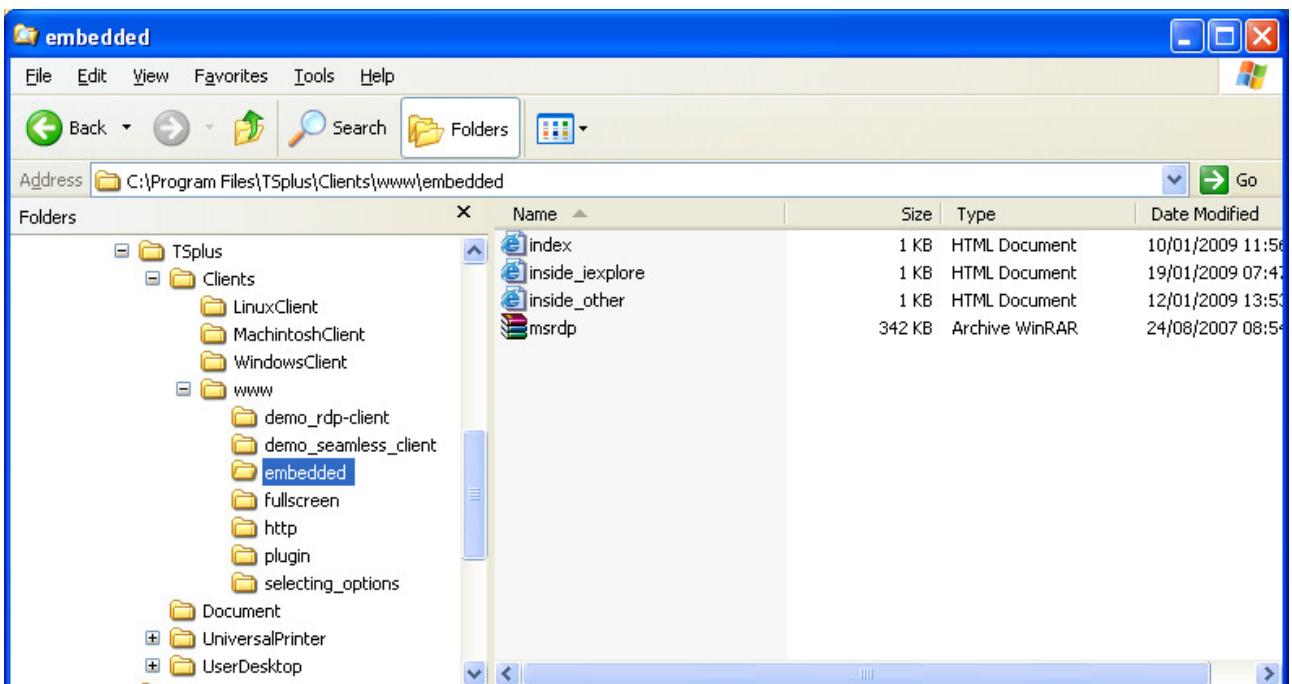 embedded
File Edit View Favorites Tools Help
Back Search Folders
Address C:\Program Files\TSplus\Clients\www\embedded Go
Folders x Name Size Type Date Modified
TSplus index 1 KB HTML Document 10/01/2009 11:56
Clients inside_iexplore 1 KB HTML Document 19/01/2009 07:47
LinuxClient inside_other 1 KB HTML Document 12/01/2009 13:53
MachintoshClient msrdp 342 KB Archive WinRAR 24/08/2007 08:54
WindowsClient
www
demo_rdp-client
demo_seamless_client
embedded
fullscreen
http
plugin
selecting_options
Document
UniversalPrinter
UserDesktop